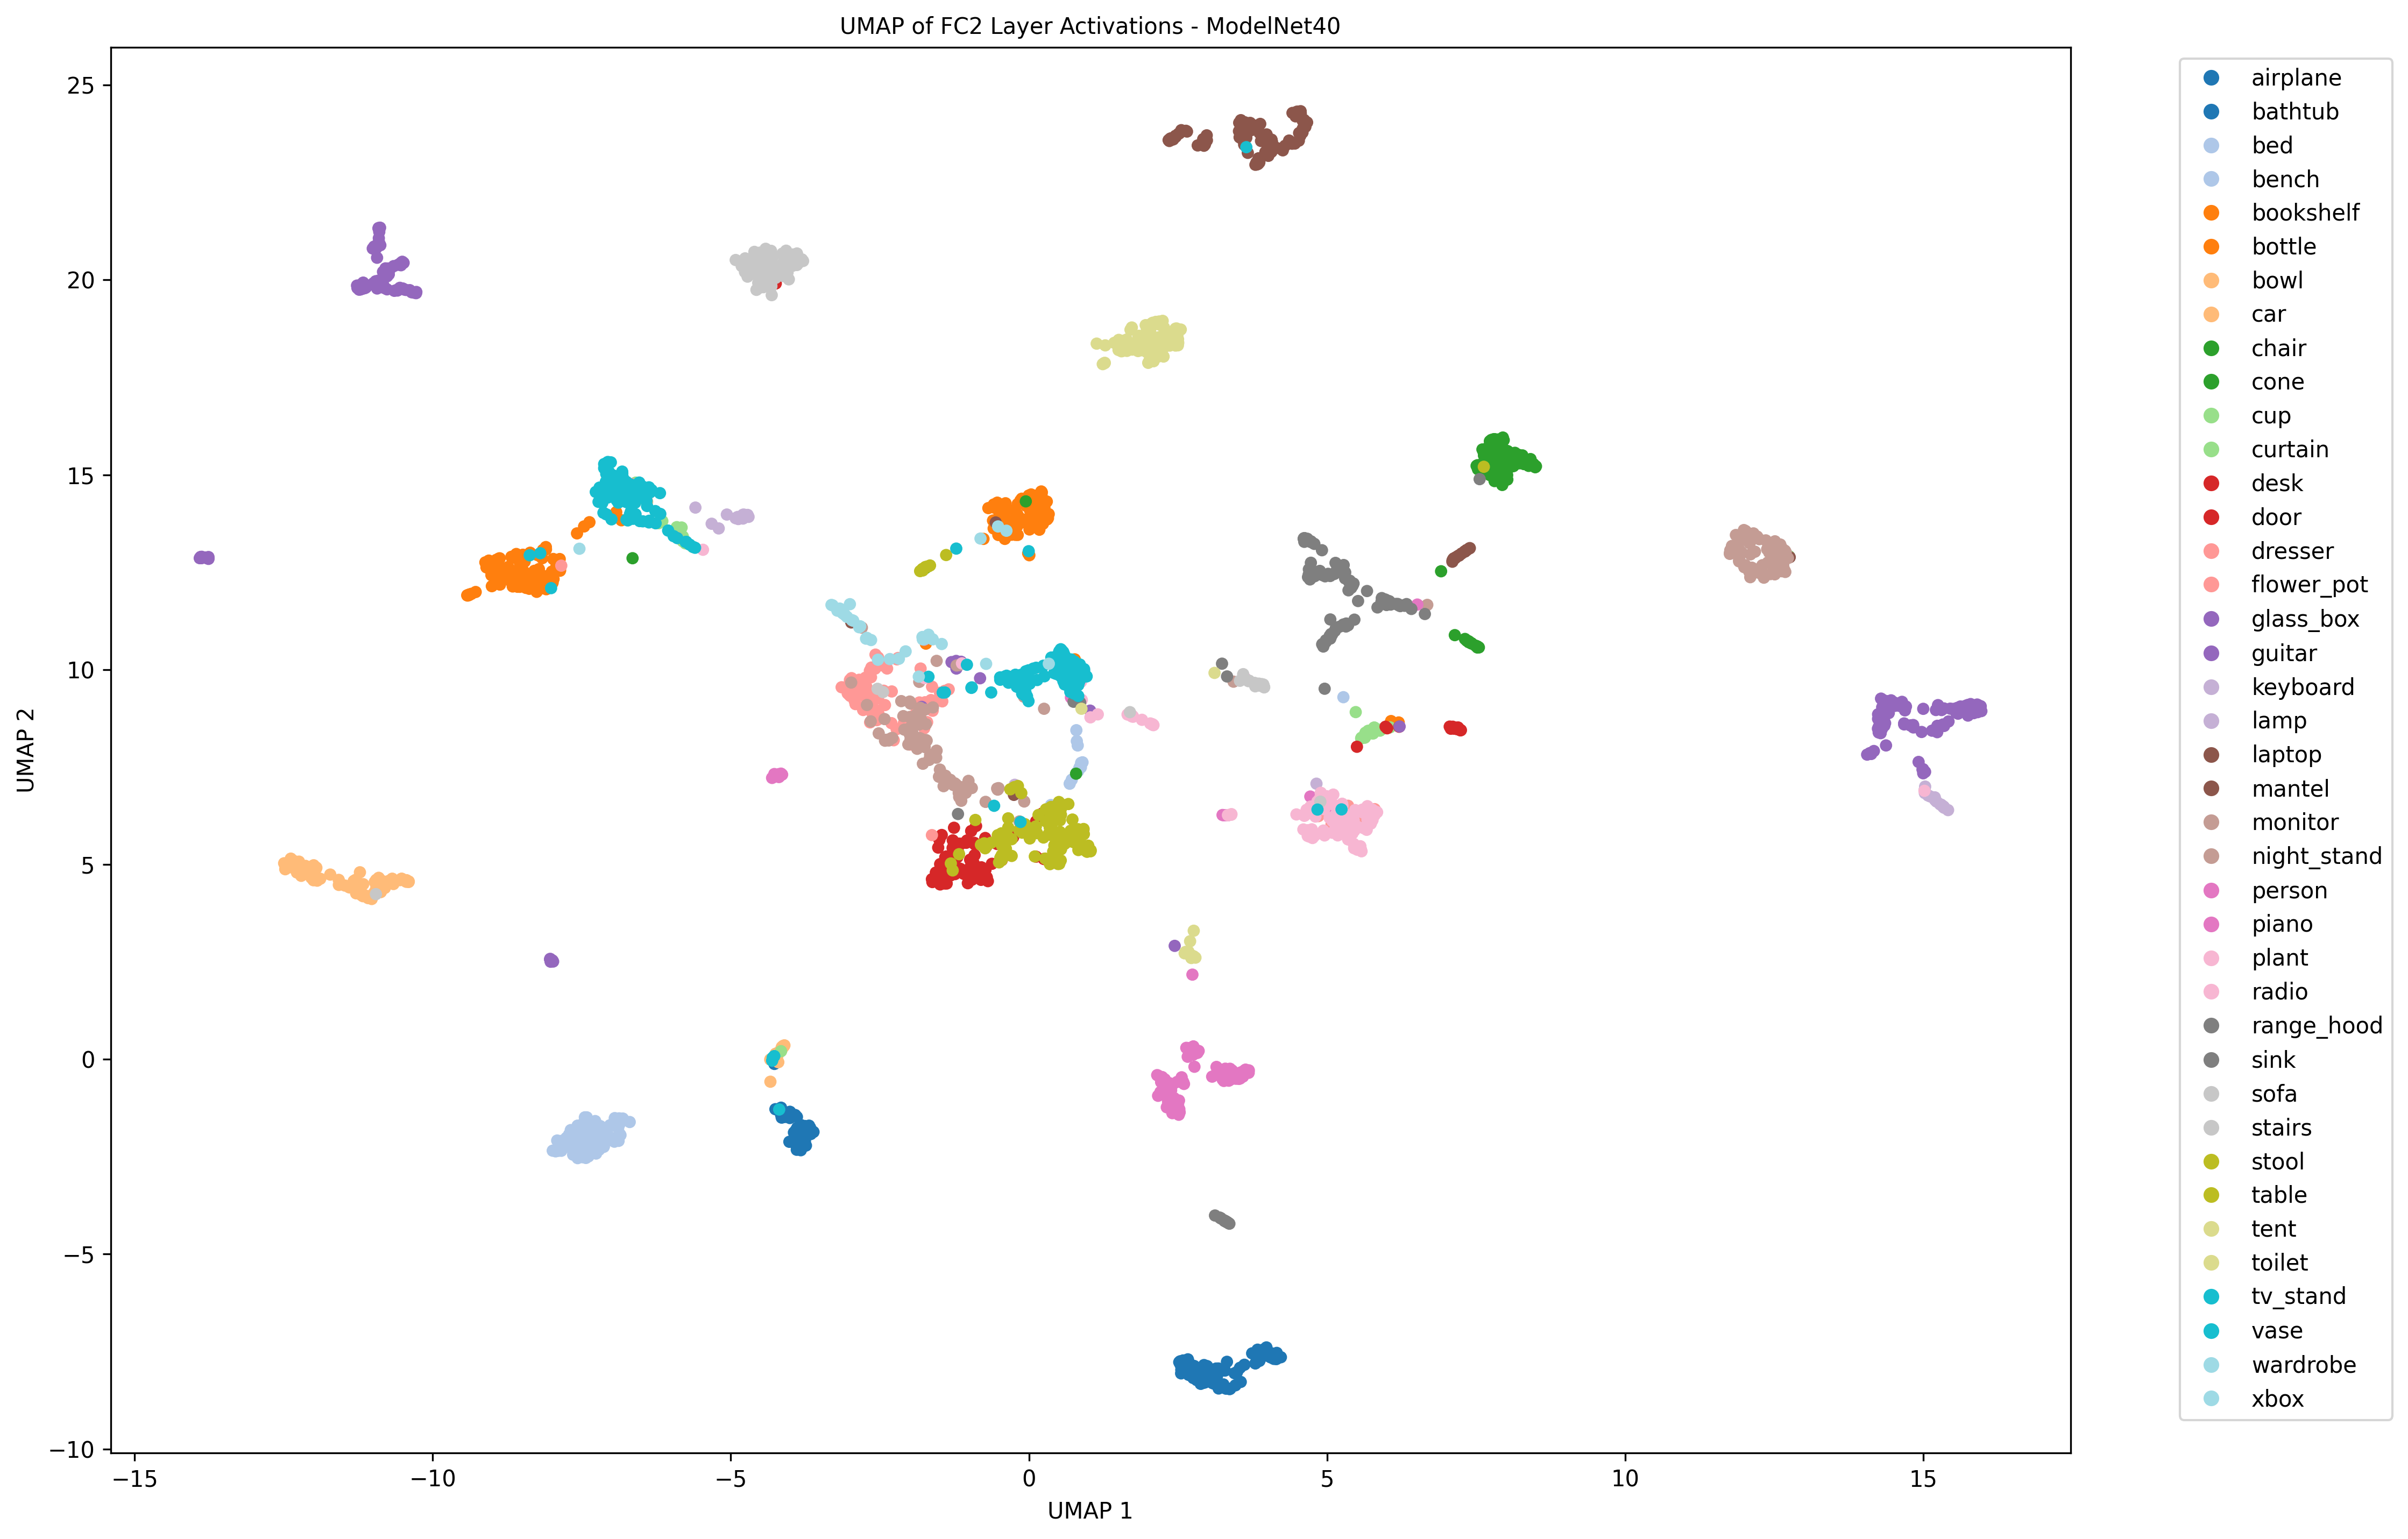 UMAP of FC2 Layer Activations - ModelNet40
25
20
15
10
5
0
−5
−10
UMAP 2
−15
−10
−5
0
5
10
15
UMAP 1
airplane
bathtub
bed
bench
bookshelf
bottle
bowl
car
chair
cone
cup
curtain
desk
door
dresser
flower_pot
glass_box
guitar
keyboard
lamp
laptop
mantel
monitor
night_stand
person
piano
plant
radio
range_hood
sink
sofa
stairs
stool
table
tent
toilet
tv_stand
vase
wardrobe
xbox